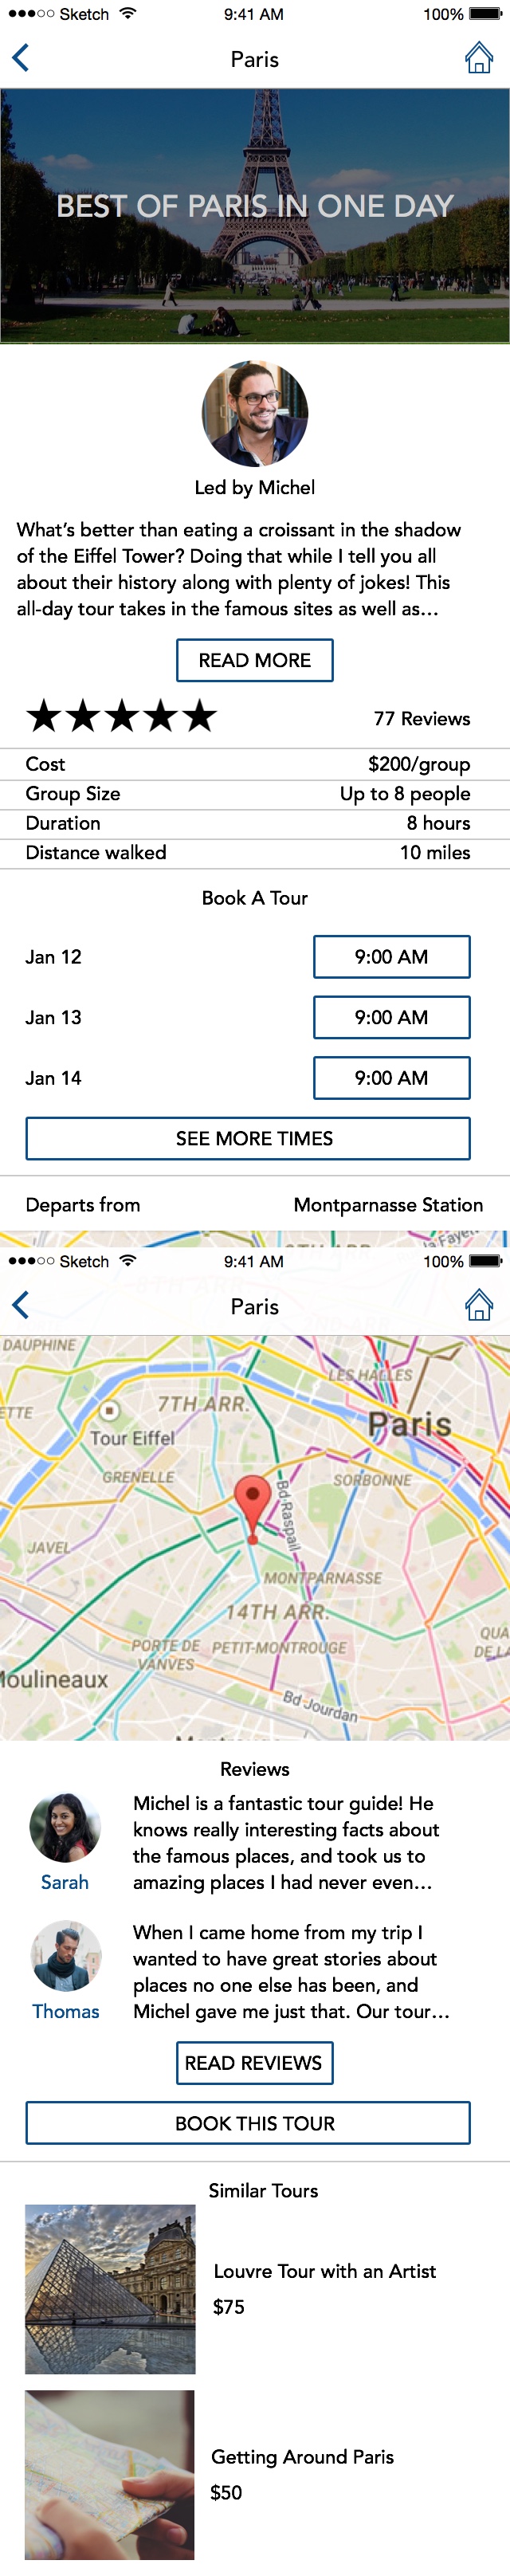 Sketch 9:41 AM 100%
Paris
BEST OF PARIS IN ONE DAY
Led by Michel
What's better than eating a croissant in the shadow
of the Eiffel Tower? Doing that while I tell you all
about their history along with plenty of jokes! This
all-day tour takes in the famous sites as well as...
READ MORE
77 Reviews
Cost $200/group
Group Size Up to 8 people
Duration 8 hours
Distance walked 10 miles
Book A Tour
Jan 12 9:00 AM
Jan 13 9:00 AM
Jan 14 9:00 AM
SEE MORE TIMES
Departs from Montparnasse Station
la Fayett
Sketch 9:41 AM 100%
8TH ARR.
Paris
DAUPHINE
LES HALLES
7TH ARR.
ETTE
Paris
Tour Eiffel
GRENELLE
SORBONNE
Bd Raspail
JAVEL
MONTPARNASSE
14TH ARR.
PORTE DE
VANVES
PETIT-MONTROUGE
QUA
DE LA
Moulineaux
Bd Jourdan
Reviews
Michel is a fantastic tour guide! He
knows really interesting facts about
the famous places, and took us to
amazing places I had never even...
Sarah
When I came home from my trip I
wanted to have great stories about
places no one else has been, and
Michel gave me just that. Our tour...
Thomas
READ REVIEWS
BOOK THIS TOUR
Similar Tours
Louvre Tour with an Artist
$75
Getting Around Paris
$50